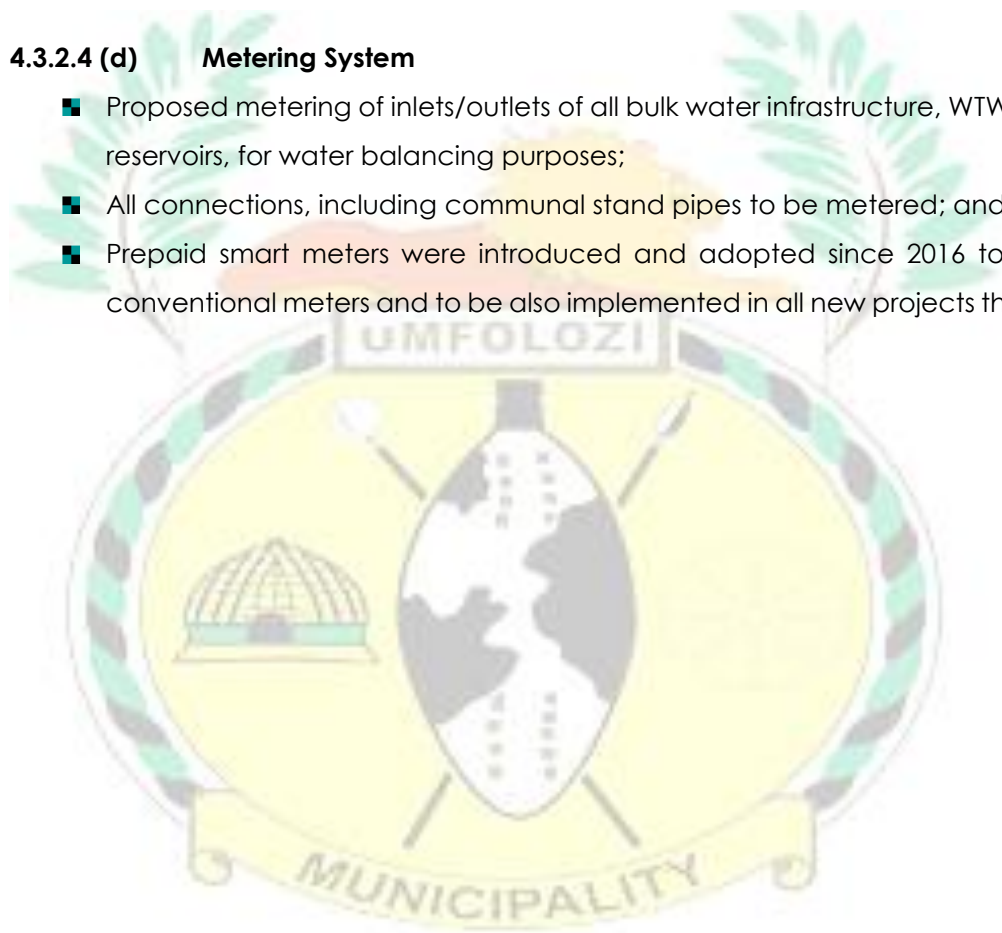 4.3.2.4 (d) Metering System
Proposed metering of inlets/outlets of all bulk water infrastructure, WTW
reservoirs, for water balancing purposes;
All connections, including communal stand pipes to be metered; and
Prepaid smart meters were introduced and adopted since 2016 to
conventional meters and to be also implemented in all new projects th
UMFOLOZI
MUNICIPALITY